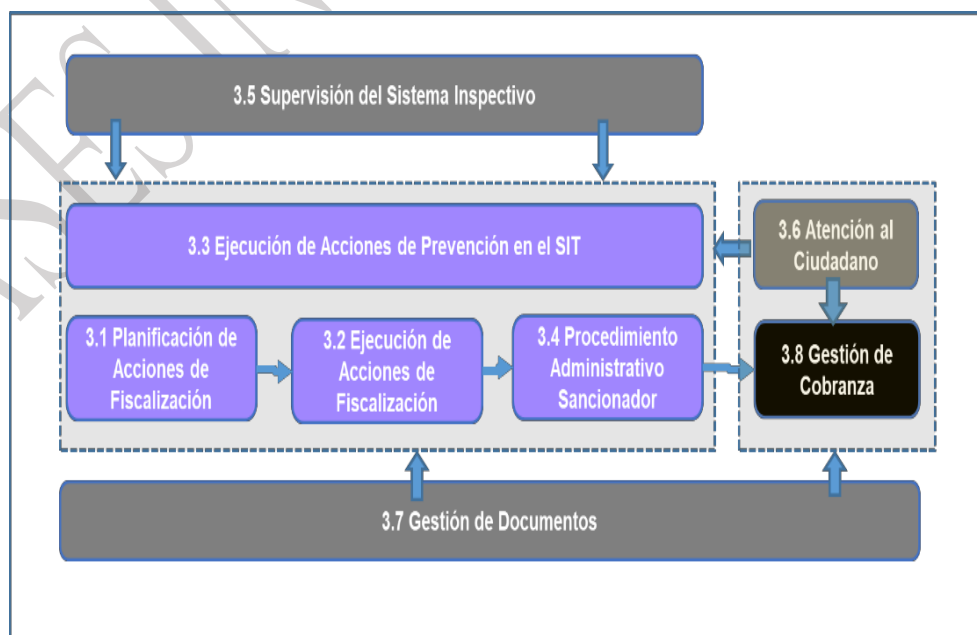 3.5 Supervisión del Sistema Inspectivo
3.3 Ejecución de Acciones de Prevención en el SIT
3.6 Atención al
Ciudadano
3.1 Planificación de
Acciones de
Fiscalización
3.2 Ejecución de
Acciones de
Fiscalización
3.4 Procedimiento
Administrativo
Sancionador
3.8 Gestión de
Cobranza
3.7 Gestión de Documentos